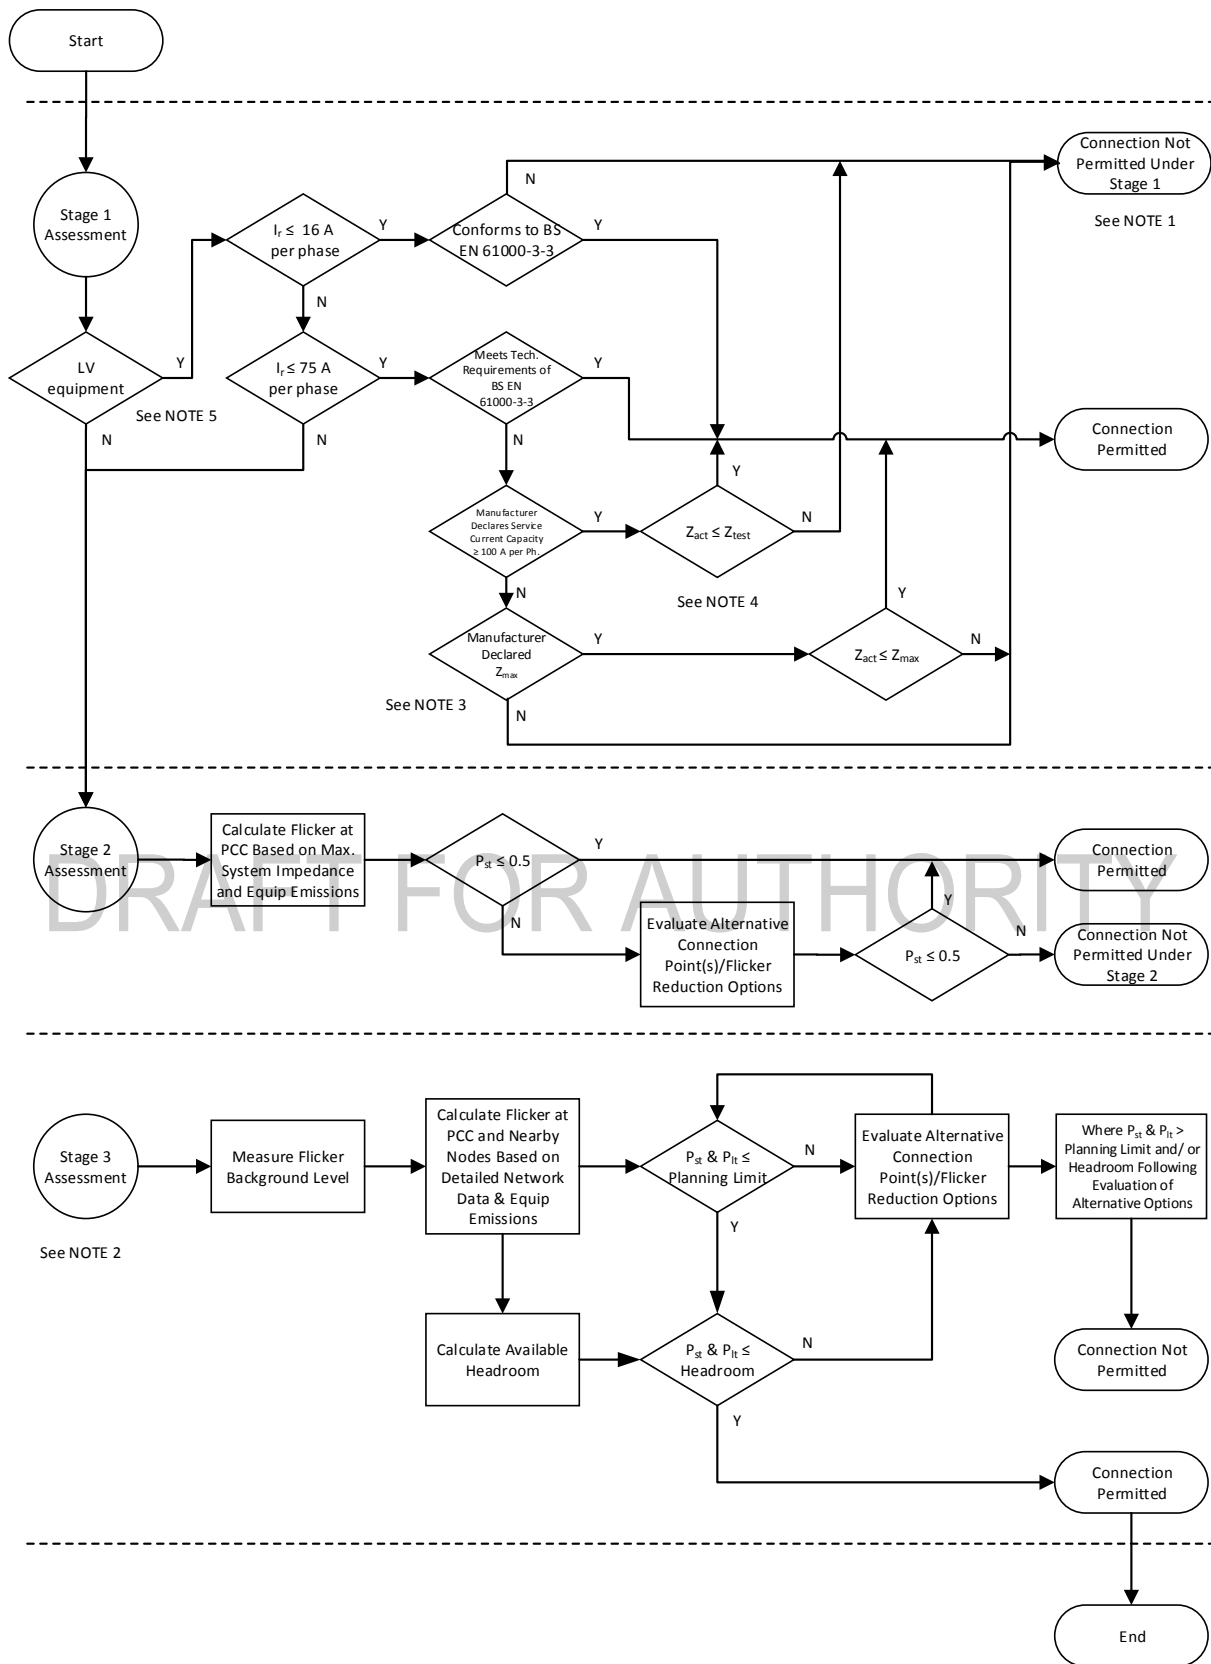 Start
Stage 1
Assessment
LV
equipment
Y
N
See NOTE 5
Iᵣ ≤ 16 A
per phase
Y
N
Iᵣ ≤ 75 A
per phase
Y
N
Conforms to BS
EN 61000-3-3
N
Y
Meets Tech.
Requirements of
BS EN
61000-3-3
Y
N
Manufacturer
Declares Service
Current Capacity
≥ 100 A per Ph.
Y
N
Zact ≤ Ztest
Y
N
See NOTE 4
Manufacturer
Declared
Zmax
Y
N
See NOTE 3
Zact ≤ Zmax
Y
N
Connection Not
Permitted Under
Stage 1
See NOTE 1
Connection
Permitted
Stage 2
Assessment
Calculate Flicker at
PCC Based on Max.
System Impedance
and Equip Emissions
Pst ≤ 0.5
Y
N
Evaluate Alternative
Connection
Point(s)/Flicker
Reduction Options
Pst ≤ 0.5
Y
N
Connection
Permitted
Connection Not
Permitted Under
Stage 2
DRAFT FOR AUTHORITY
Stage 3
Assessment
See NOTE 2
Measure Flicker
Background Level
Calculate Flicker at
PCC and Nearby
Nodes Based on
Detailed Network
Data & Equip
Emissions
Pst & Plt ≤
Planning Limit
N
Y
Evaluate Alternative
Connection
Point(s)/Flicker
Reduction Options
Where Pst & Plt >
Planning Limit and/ or
Headroom Following
Evaluation of
Alternative Options
Calculate Available
Headroom
Pst & Plt ≤
Headroom
N
Y
Connection Not
Permitted
Connection
Permitted
End